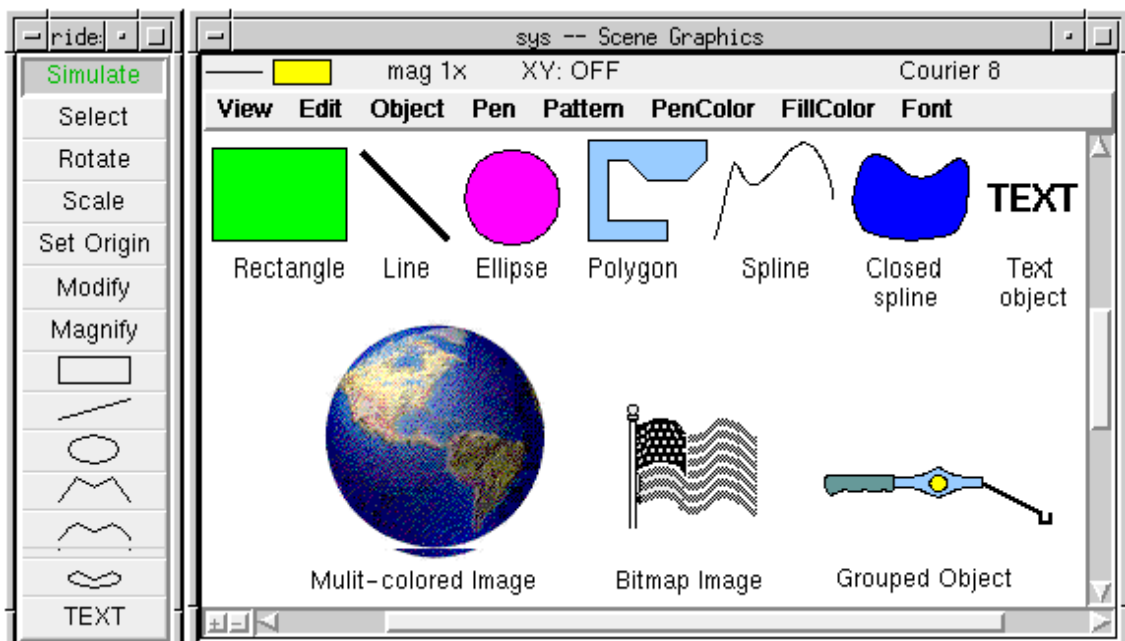 ride:
Simulate
Select
Rotate
Scale
Set Origin
Modify
Magnify
TEXT
sys -- Scene Graphics
mag 1x XY: OFF Courier 8
View Edit Object Pen Pattern PenColor FillColor Font
TEXT
Rectangle Line Ellipse Polygon Spline Closed spline Text object
Mulit-colored Image Bitmap Image Grouped Object